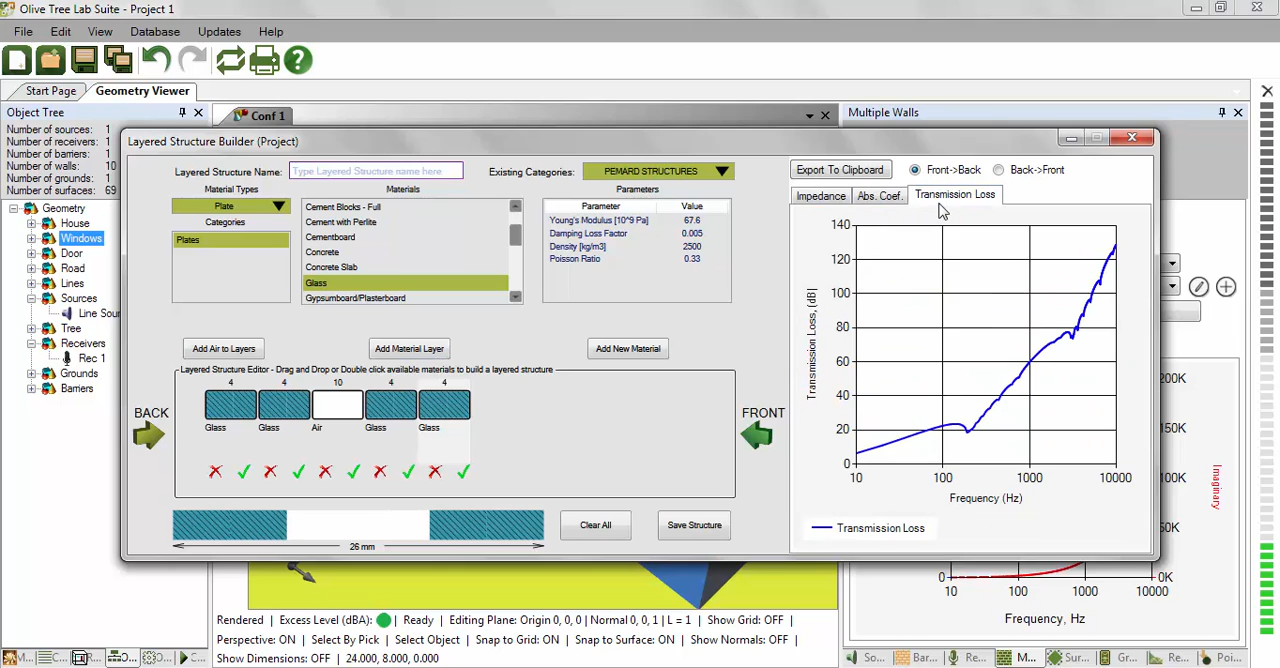 Olive Tree Lab Suite - Project 1
File Edit View Database Updates Help
Start Page Geometry Viewer
Object Tree
Number of sources: 1
Number of receivers: 1
Number of barriers: 1
Number of walls: 10
Number of grounds: 1
Number of surfaces: 69
Geometry
House
Windows
Door
Road
Lines
Sources
Line Sour
Tree
Receivers
Rec 1
Grounds
Barriers
Conf 1
Multiple Walls
Layered Structure Builder (Project)
Layered Structure Name: Type Layered Structure name here Existing Categories: PEMARD STRUCTURES
Material Types Materials Parameters
Plate
Categories
Plates
Cement Blocks - Full
Cement with Perlite
Cementboard
Concrete
Concrete Slab
Glass
Gypsumboard/Plasterboard
Parameter Value
Young's Modulus [10^9 Pa] 67.6
Damping Loss Factor 0.005
Density [kg/m3] 2500
Poisson Ratio 0.33
Add Air to Layers Add Material Layer Add New Material
Layered Structure Editor - Drag and Drop or Double click available materials to build a layered structure
4 4 10 4 4
BACK FRONT
Glass Glass Air Glass Glass
26 mm
Clear All Save Structure
Export To Clipboard Front->Back Back->Front
Impedance Abs. Coef. Transmission Loss
Transmission Loss, (dB)
140
120
100
80
60
40
20
0
10 100 1000 10000
Frequency (Hz)
Transmission Loss
200K
150K
100K
50K
0K
Imaginary
0
10 100 1000 10000
Frequency, Hz
Rendered | Excess Level (dBA): | Ready | Editing Plane: Origin 0, 0, 0 | Normal 0, 0, 1 | L = 1 | Show Grid: OFF |
Perspective: ON | Select By Pick | Select Object | Snap to Grid: ON | Snap to Surface: ON | Show Normals: OFF |
Show Dimensions: OFF | 24.000, 8.000, 0.000
M... C... R... O... C... C... So... Bar... Re... M... Sur... Gr... Re... Poi...